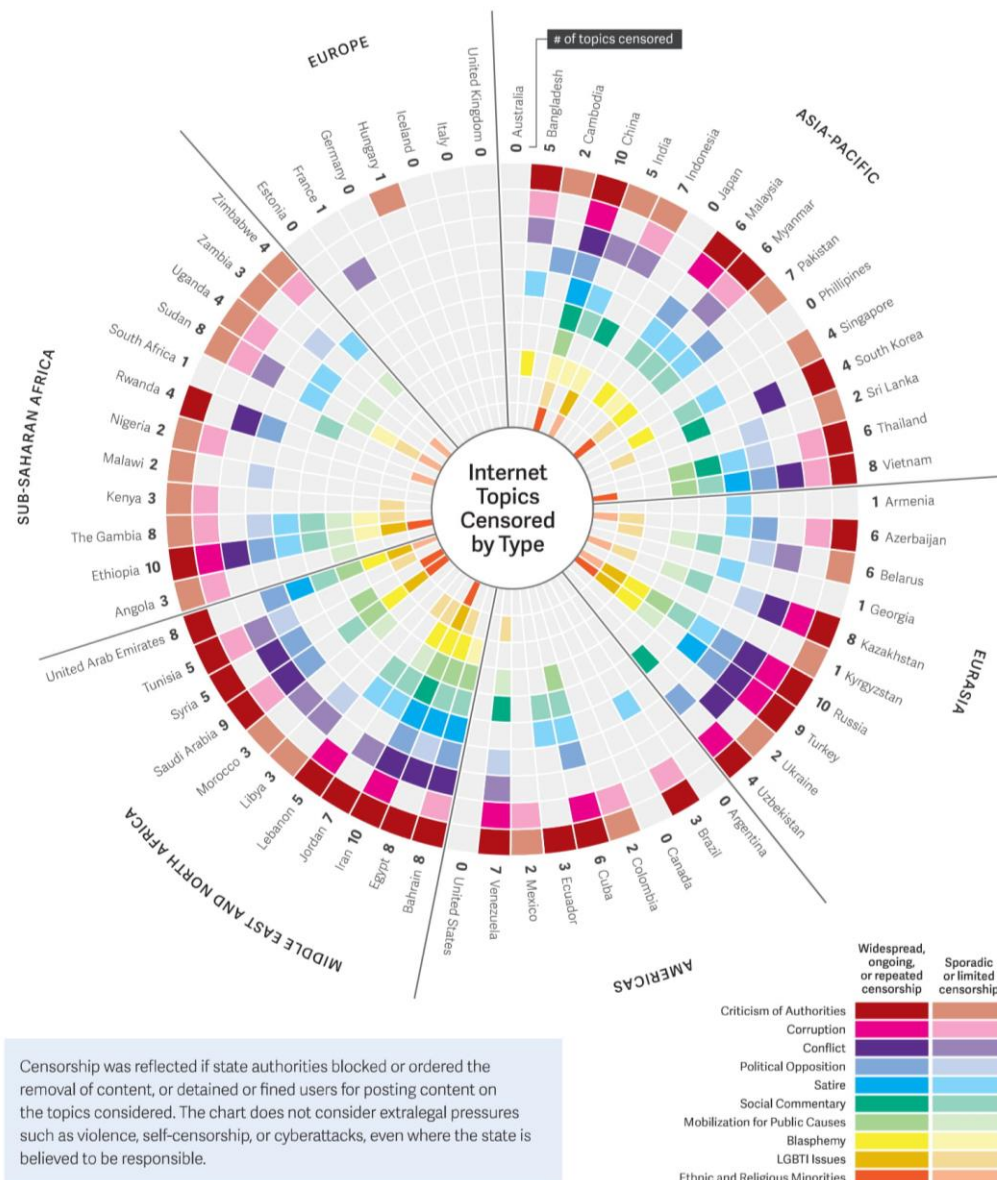 EUROPE
# of topics censored
ASIA-PACIFIC
0 Australia
5 Bangladesh
2 Cambodia
10 China
5 India
7 Indonesia
0 Japan
6 Malaysia
6 Myanmar
7 Pakistan
0 Phillipines
4 Singapore
4 South Korea
2 Sri Lanka
6 Thailand
8 Vietnam
EURASIA
1 Armenia
6 Azerbaijan
6 Belarus
1 Georgia
8 Kazakhstan
1 Kyrgyzstan
10 Russia
9 Turkey
2 Ukraine
4 Uzbekistan
AMERICAS
0 Argentina
3 Brazil
0 Canada
2 Colombia
6 Cuba
3 Ecuador
2 Mexico
7 Venezuela
0 United States
MIDDLE EAST AND NORTH AFRICA
Bahrain 8
Egypt 8
Iran 10
Jordan 7
Lebanon 5
Libya 3
Morocco 3
Saudi Arabia 9
Syria 5
Tunisia 5
United Arab Emirates 8
SUB-SAHARAN AFRICA
Angola 3
Ethiopia 10
The Gambia 8
Kenya 3
Malawi 2
Nigeria 2
Rwanda 4
South Africa 1
Sudan 8
Uganda 4
Zambia 3
Zimbabwe 4
Estonia 0
France 1
Germany 0
Hungary 1
Iceland 0
Italy 0
United Kingdom 0
Internet
Topics
Censored
by Type
Censorship was reflected if state authorities blocked or ordered the
removal of content, or detained or fined users for posting content on
the topics considered. The chart does not consider extralegal pressures
such as violence, self-censorship, or cyberattacks, even where the state is
believed to be responsible.
Widespread,
ongoing,
or repeated
censorship
Sporadic
or limited
censorship
Criticism of Authorities
Corruption
Conflict
Political Opposition
Satire
Social Commentary
Mobilization for Public Causes
Blasphemy
LGBTI Issues
Ethnic and Religious Minorities